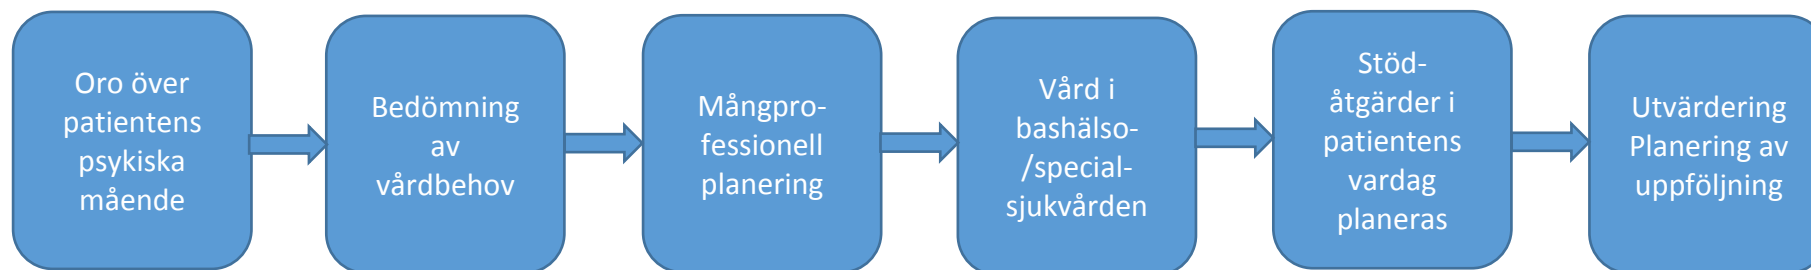 Oro över
patientens
psykiska
mående
Bedömning
av
vårdbehov
Mångpro-
fessionell
planering
Vård i
bashälso-
/special-
sjukvården
Stöd-
åtgärder i
patientens
vardag
planeras
Utvärdering
Planering av
uppföljning